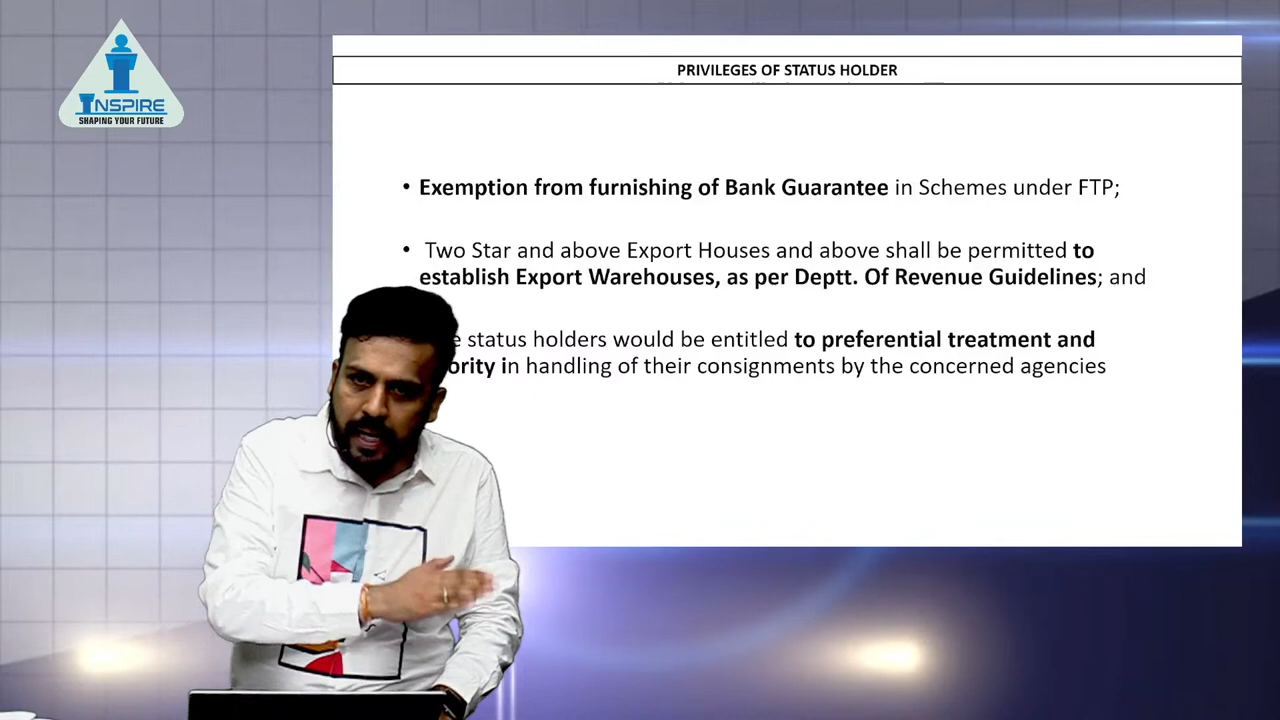 INSPIRE
SHAPING YOUR FUTURE
PRIVILEGES OF STATUS HOLDER
• Exemption from furnishing of Bank Guarantee in Schemes under FTP;
• Two Star and above Export Houses and above shall be permitted to
establish Export Warehouses, as per Deptt. Of Revenue Guidelines; and
status holders would be entitled to preferential treatment and
in handling of their consignments by the concerned agencies